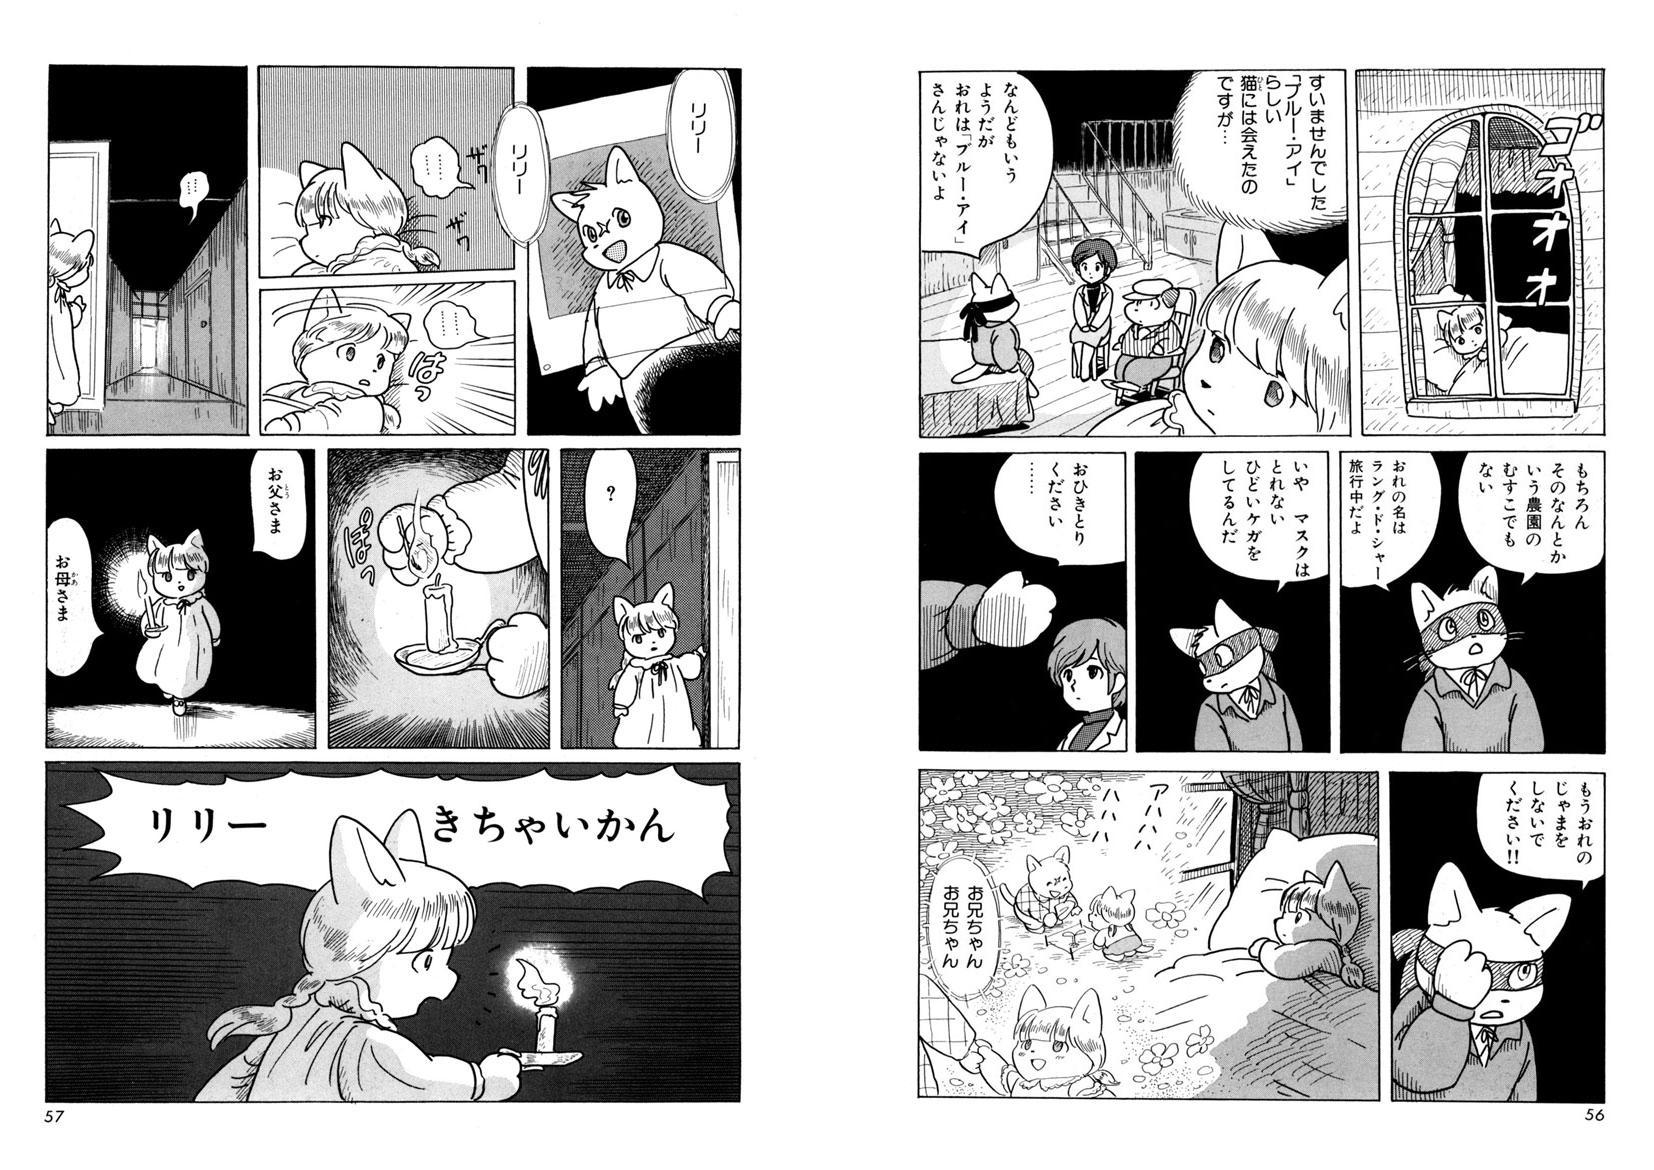 ゴオオオ
すいませんでした
「ブルー・アイ」
らしい
猫には会えたの
ですが…
なんどもいう
ようだが
おれは「ブルー・アイ」
さんじゃないよ
もちろん
そのなんとか
いう農園の
むすこでも
ない
おれの名は
ラング・ド・シャー
旅行中だよ
いや マスクは
とれない
ひどいケガを
してるんだ
おひきとり
ください
……
もうおれの
じゃまを
しないで
ください!!
アハハ
ハハ
お兄ちゃん
お兄ちゃん
56
リリー
リリー
……
ザワ
ザワ
……
はっ
……
?
ぽっ
お父さま
お母さま
リリー きちゃいかん
57